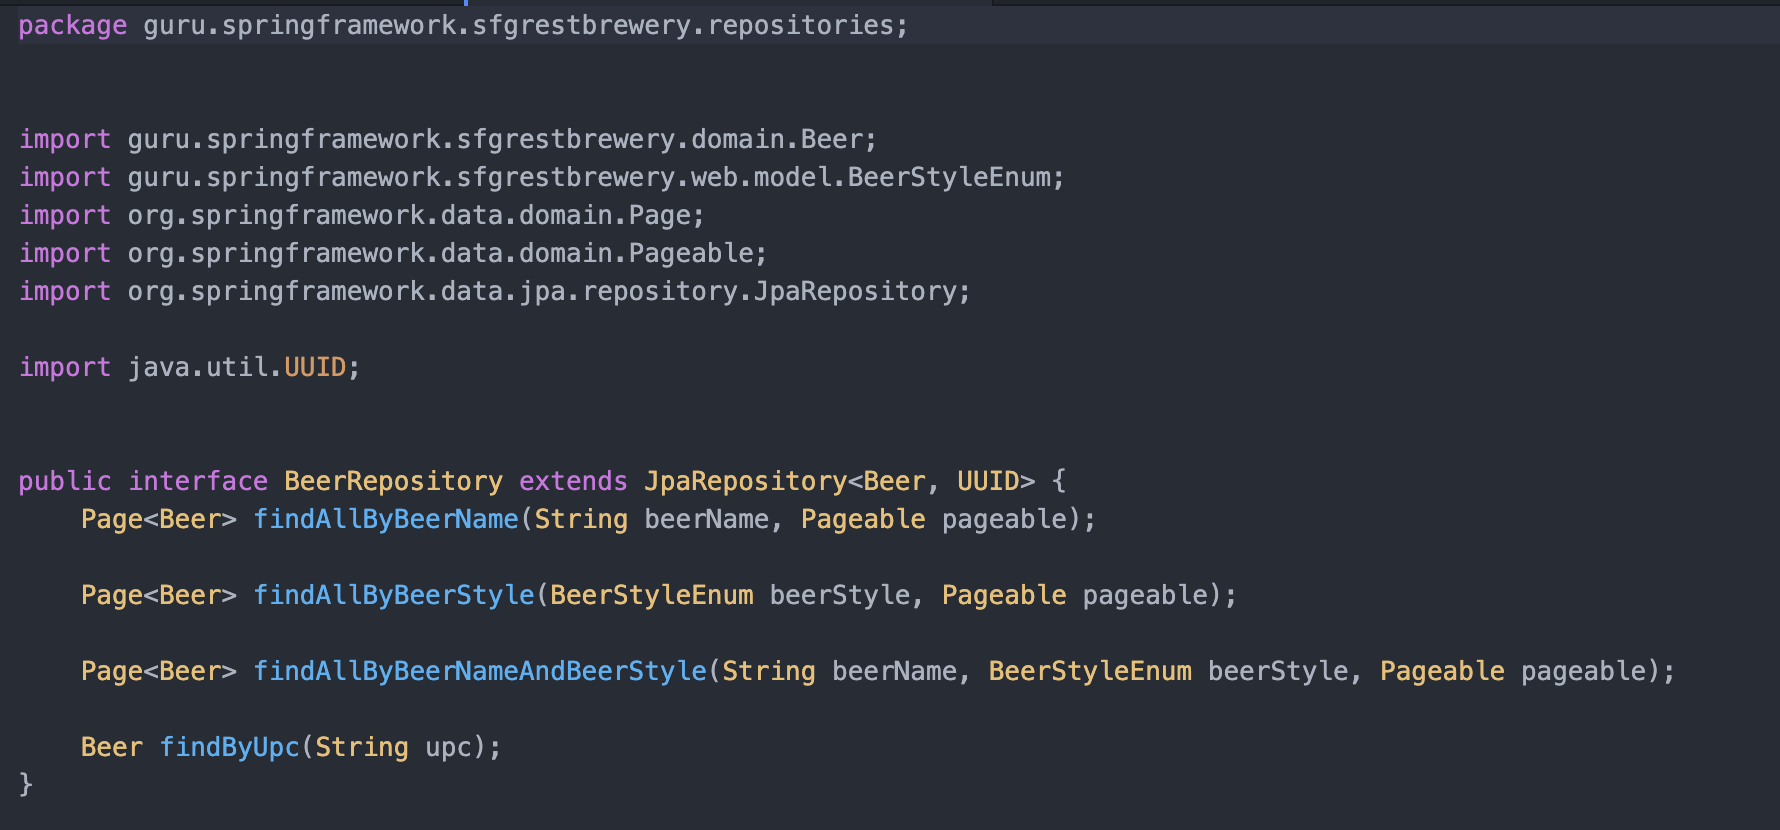 package guru.springframework.sfgrestbrewery.repositories;
import guru.springframework.sfgrestbrewery.domain.Beer;
import guru.springframework.sfgrestbrewery.web.model.BeerStyleEnum;
import org.springframework.data.domain.Page;
import org.springframework.data.domain.Pageable;
import org.springframework.data.jpa.repository.JpaRepository;
import java.util.UUID;
public interface BeerRepository extends JpaRepository<Beer, UUID> {
    Page<Beer> findAllByBeerName(String beerName, Pageable pageable);
    Page<Beer> findAllByBeerStyle(BeerStyleEnum beerStyle, Pageable pageable);
    Page<Beer> findAllByBeerNameAndBeerStyle(String beerName, BeerStyleEnum beerStyle, Pageable pageable);
    Beer findByUpc(String upc);
}